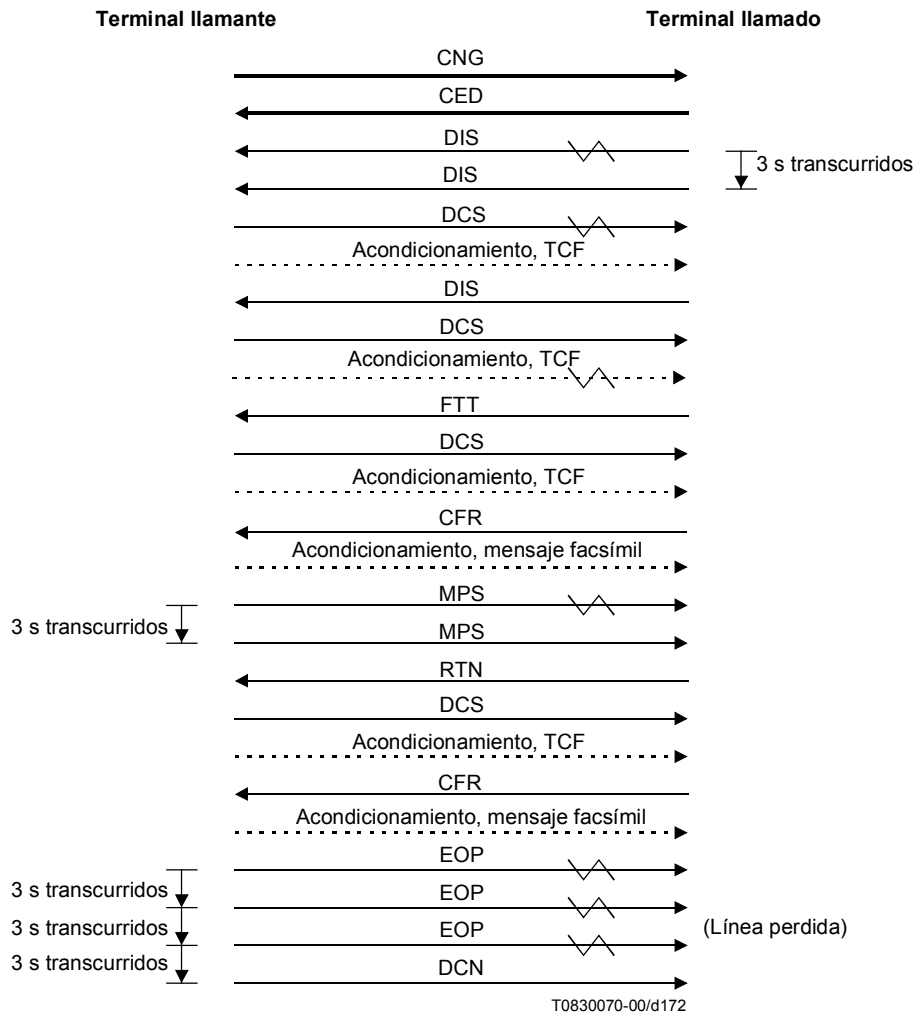 Terminal llamante Terminal llamado
CNG
CED
DIS
3 s transcurridos
DIS
DCS
Acondicionamiento, TCF
DIS
DCS
Acondicionamiento, TCF
FTT
DCS
Acondicionamiento, TCF
CFR
Acondicionamiento, mensaje facsímil
MPS
3 s transcurridos
MPS
RTN
DCS
Acondicionamiento, TCF
CFR
Acondicionamiento, mensaje facsímil
EOP
3 s transcurridos
EOP
3 s transcurridos
(Línea perdida)
EOP
3 s transcurridos
DCN
T0830070-00/d172